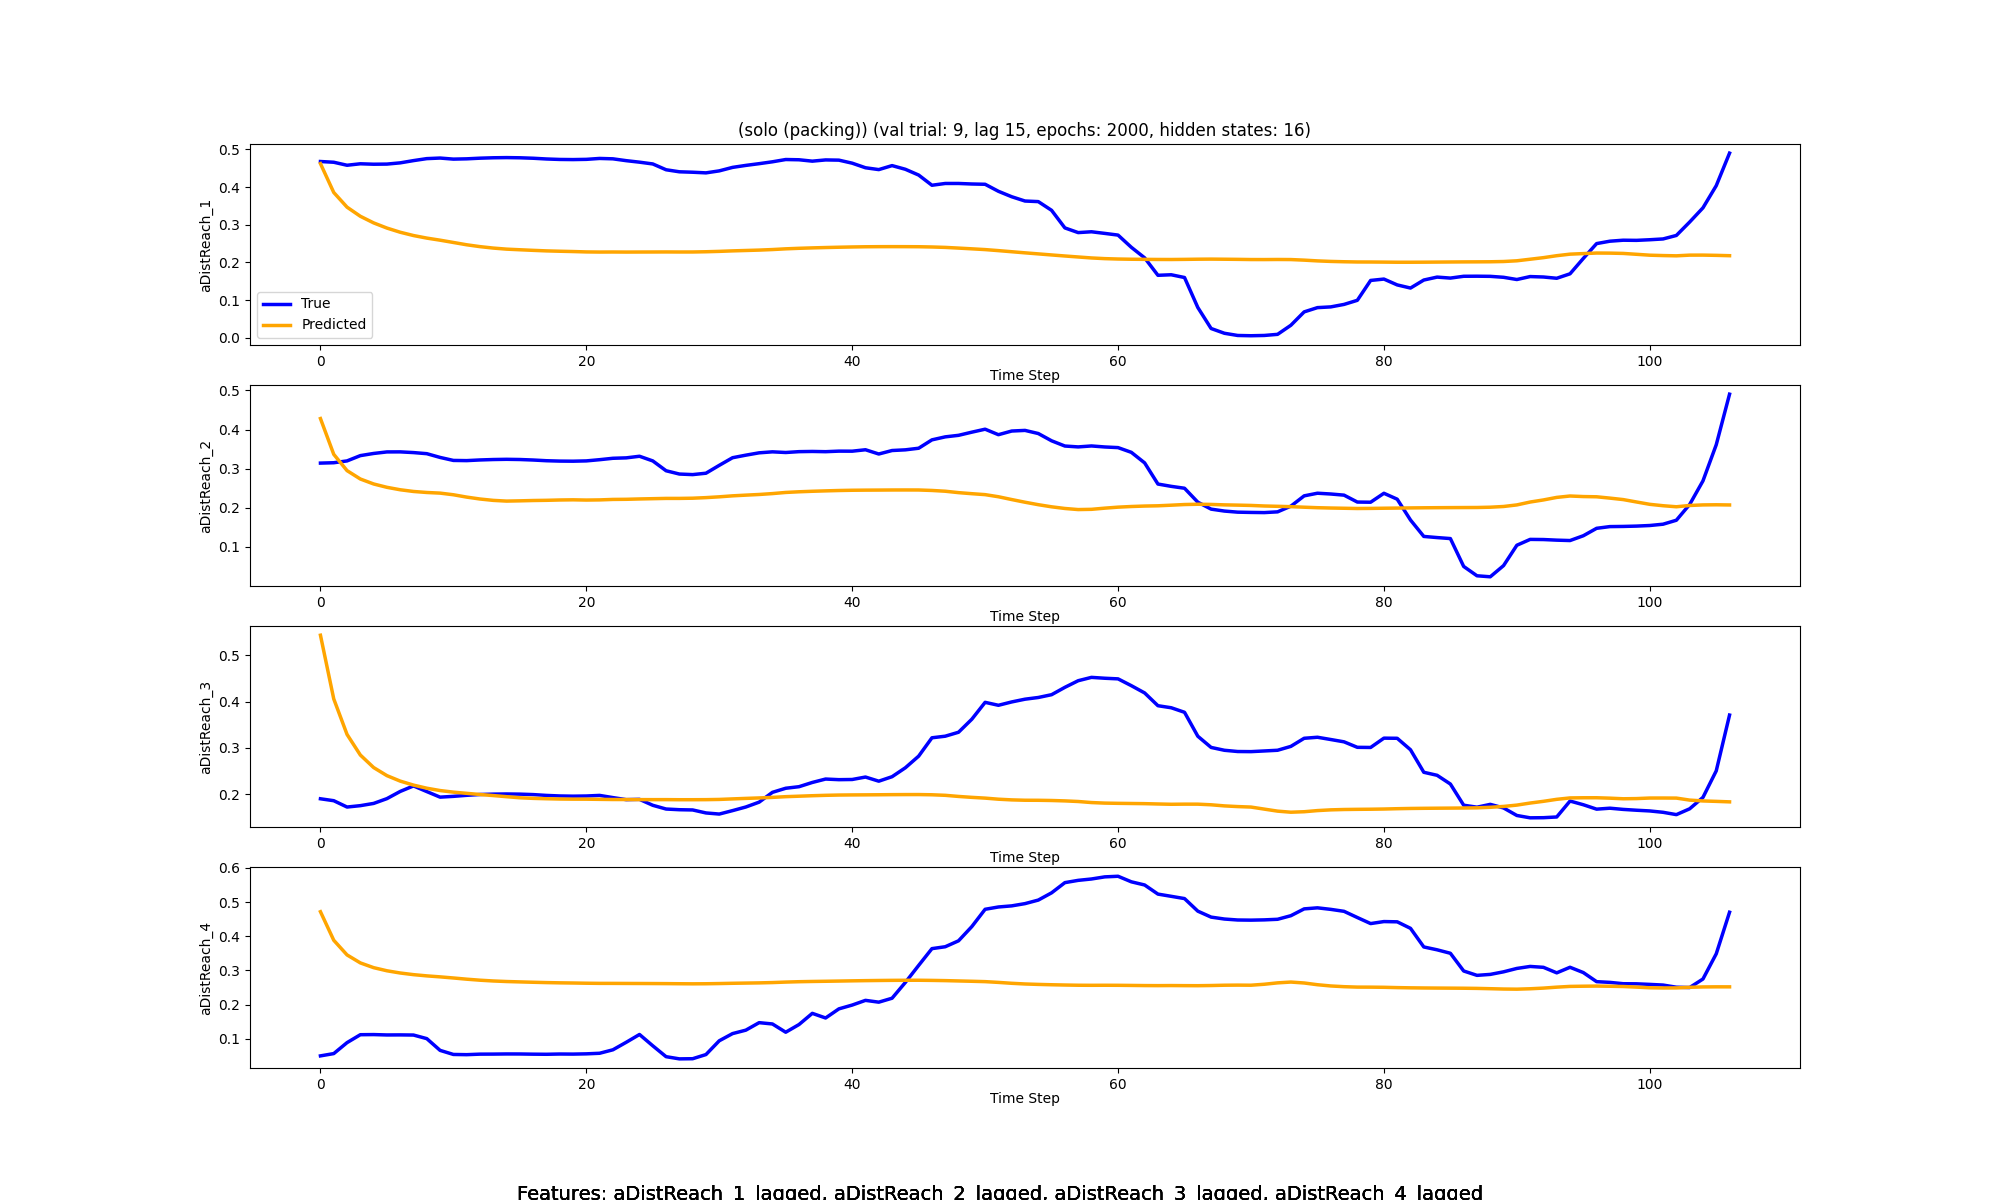 (solo (packing)) (val trial: 9, lag 15, epochs: 2000, hidden states: 16)
0.5
0.4
0.3
0.2
0.1
0.0
aDistReach_1
True
Predicted
0 20 40 60 80 100
Time Step
0.5
0.4
0.3
0.2
0.1
aDistReach_2
0 20 40 60 80 100
Time Step
0.5
0.4
0.3
0.2
aDistReach_3
0 20 40 60 80 100
Time Step
0.6
0.5
0.4
0.3
0.2
0.1
aDistReach_4
0 20 40 60 80 100
Time Step
Features: aDistReach_1_lagged, aDistReach_2_lagged, aDistReach_3_lagged, aDistReach_4_lagged